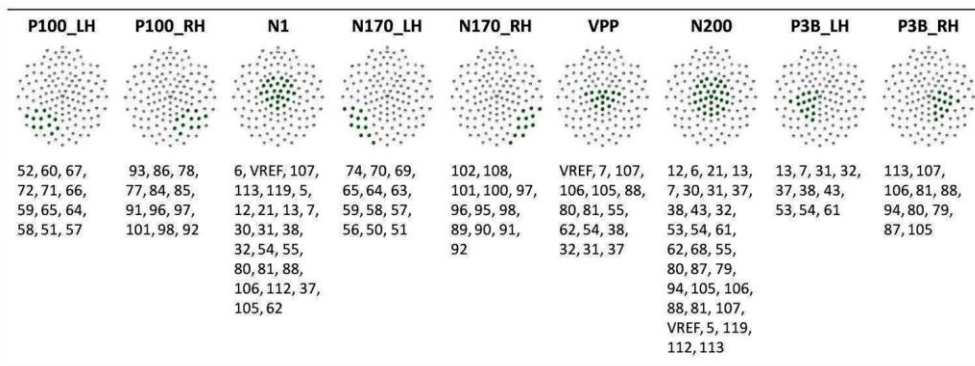 P100_LH P100_RH N1 N170_LH N170_RH VPP N200 P3B_LH P3B_RH
52, 60, 67,
72, 71, 66,
59, 65, 64,
58, 51, 57
93, 86, 78,
77, 84, 85,
91, 96, 97,
101, 98, 92
6, VREF, 107,
113, 119, 5,
12, 21, 13, 7,
30, 31, 38,
32, 54, 55,
80, 81, 88,
106, 112, 37,
105, 62
74, 70, 69,
65, 64, 63,
59, 58, 57,
56, 50, 51
102, 108,
101, 100, 97,
96, 95, 98,
89, 90, 91,
92
VREF, 7, 107,
106, 105, 88,
80, 81, 55,
62, 54, 38,
32, 31, 37
12, 6, 21, 13,
7, 30, 31, 37,
38, 43, 32,
53, 54, 61,
62, 68, 55,
80, 87, 79,
94, 105, 106,
88, 81, 107,
VREF, 5, 119,
112, 113
13, 7, 31, 32,
37, 38, 43,
53, 54, 61
113, 107,
106, 81, 88,
94, 80, 79,
87, 105